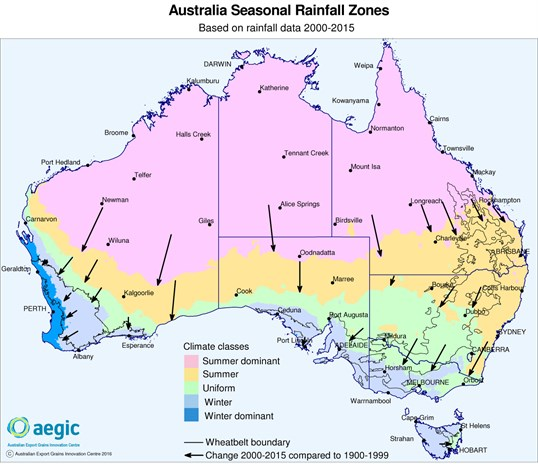 Australia Seasonal Rainfall Zones
Based on rainfall data 2000-2015
DARWIN
Weipa
Kalumburu
Katherine
Kowanyama
Cairns
Broome
Halls Creek
Normanton
Townsville
Tennant Creek
Port Hedland
Mount Isa
Mackay
Telfer
Newman
Alice Springs
Longreach
Rockhampton
Carnarvon
Giles
Birdsville
Wiluna
Charleville
BRISBANE
Oodnadatta
Geraldton
Marree
Kalgoorlie
Cook
Bourke
Coffs Harbour
PERTH
Ceduna
Port Augusta
Dubbo
Esperance
Port Lincoln
Mildura
SYDNEY
Albany
ADELAIDE
CANBERRA
Climate classes
Horsham
Summer dominant
MELBOURNE
Orbost
Summer
Warrnambool
Uniform
Winter
Cape Grim
Winter dominant
St Helens
aegic
Strahan
Australian Export Grains Innovation Centre
Wheatbelt boundary
HOBART
© Australian Export Grains Innovation Centre 2016
Change 2000-2015 compared to 1900-1999